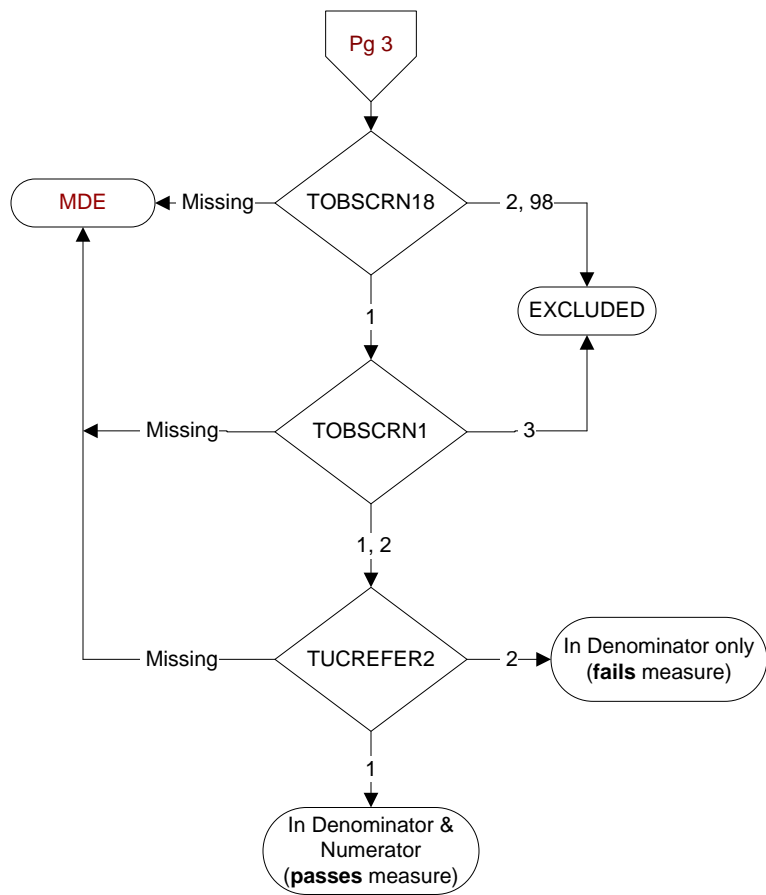 Pg 3
TOBSCRN18
MDE
Missing
2, 98
EXCLUDED
1
TOBSCRN1
Missing
3
1, 2
TUCREFER2
Missing
2
In Denominator only
(fails measure)
1
In Denominator &
Numerator
(passes measure)